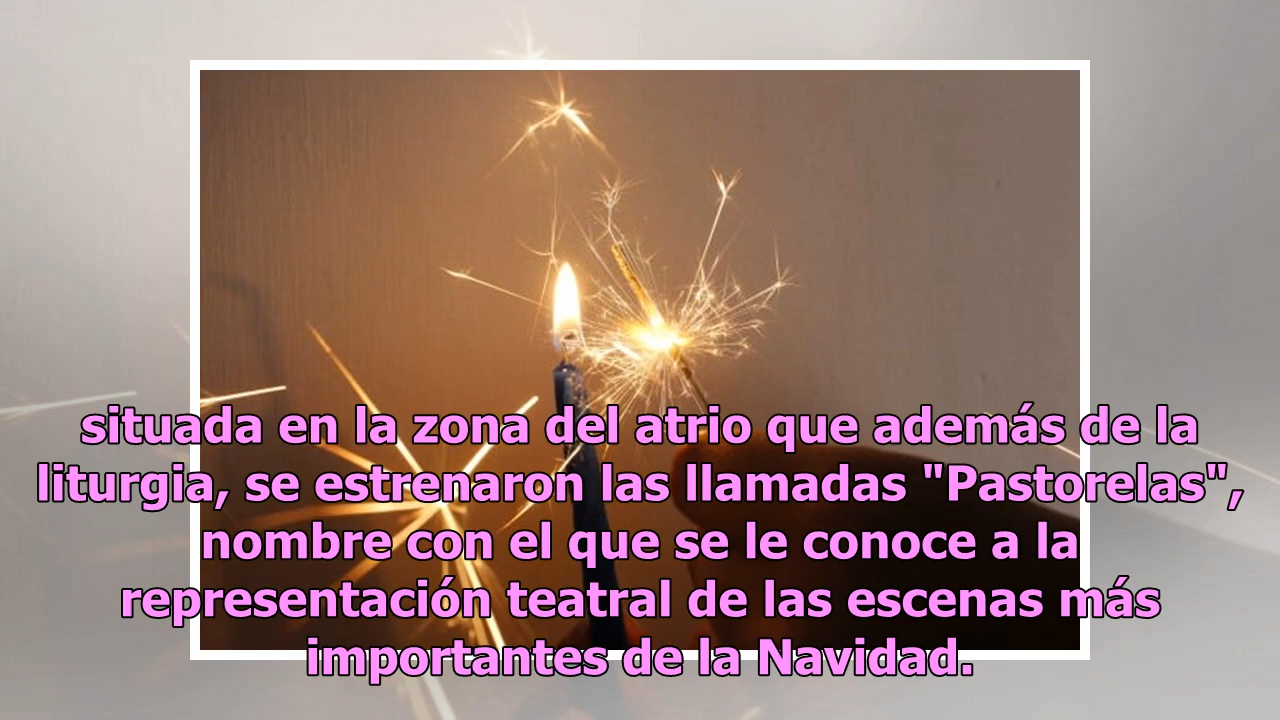 situada en la zona del atrio que además de la
liturgia, se estrenaron las llamadas "Pastorelas",
nombre con el que se le conoce a la
representación teatral de las escenas más
importantes de la Navidad.